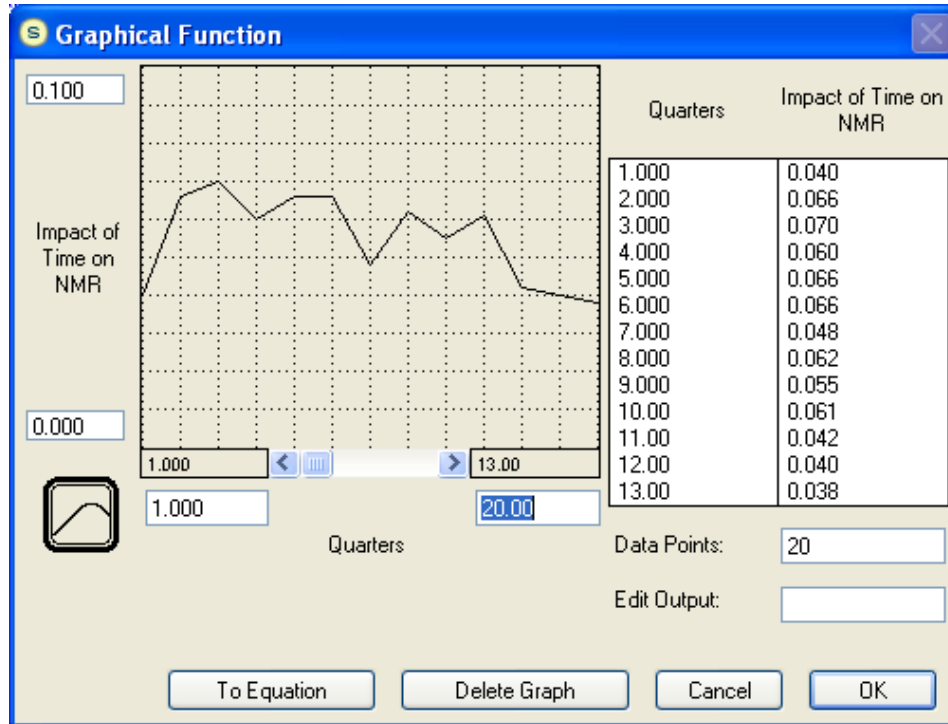 S Graphical Function
0.100
Impact of
Time on
NMR
0.000
1.000 13.00
1.000 20.00
Quarters
Quarters Impact of Time on
NMR
1.000 0.040
2.000 0.066
3.000 0.070
4.000 0.060
5.000 0.066
6.000 0.066
7.000 0.048
8.000 0.062
9.000 0.055
10.00 0.061
11.00 0.042
12.00 0.040
13.00 0.038
Data Points: 20
Edit Output:
To Equation Delete Graph Cancel OK